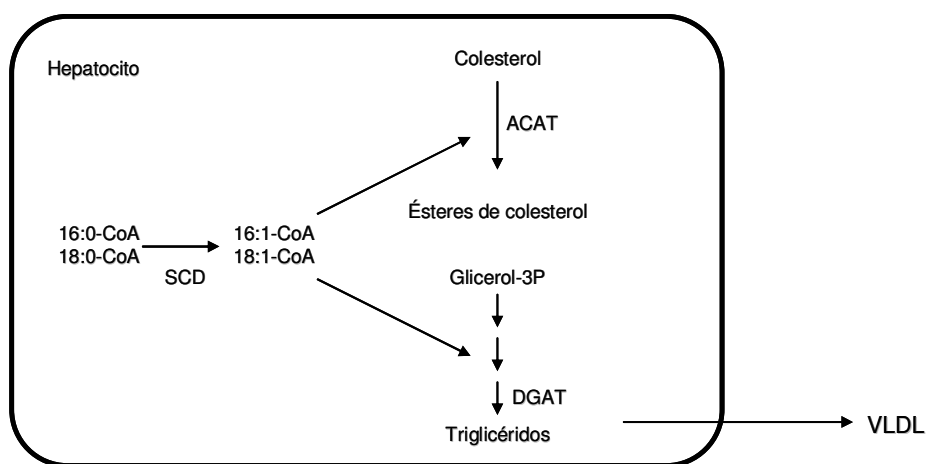 Hepatocito
Colesterol
ACAT
Ésteres de colesterol
16:0-CoA
18:0-CoA
SCD
16:1-CoA
18:1-CoA
Glicerol-3P
DGAT
Triglicéridos
VLDL